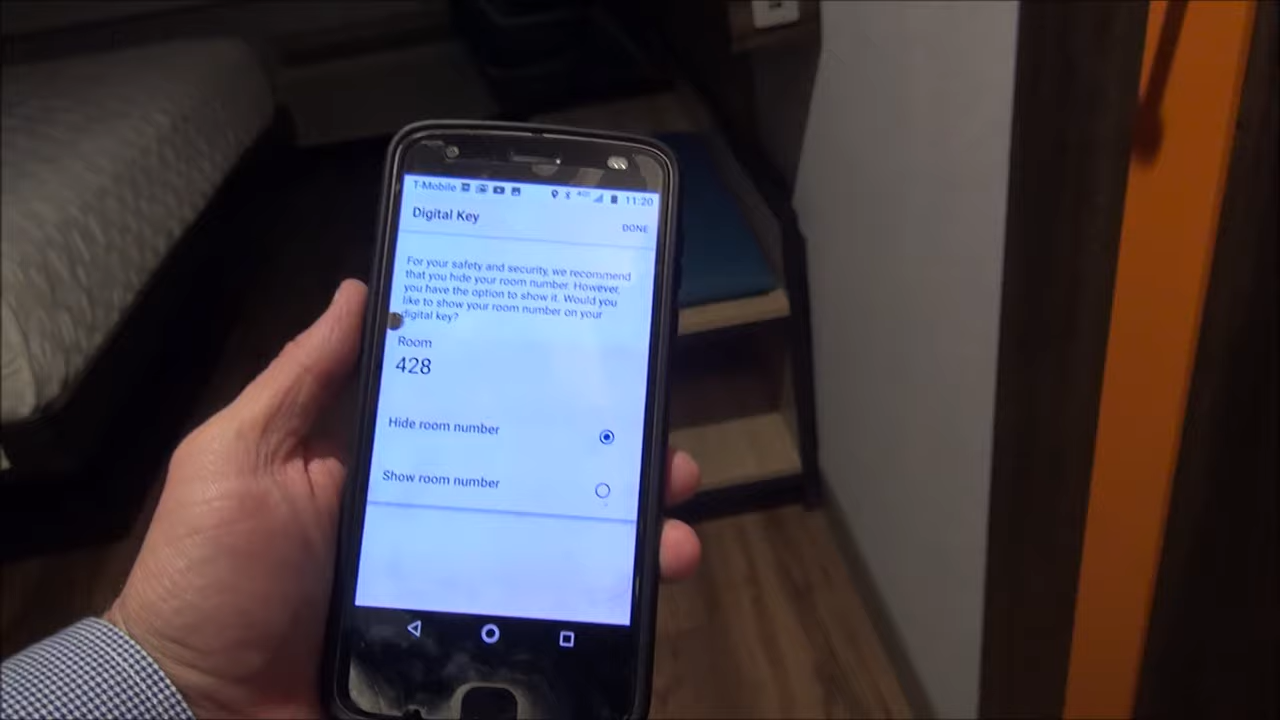 T-Mobile 11:20
Digital Key
DONE
For your safety and security, we recommend
that you hide your room number. However,
you have the option to show it. Would you
like to show your room number on your
digital key?
Room
428
Hide room number
Show room number